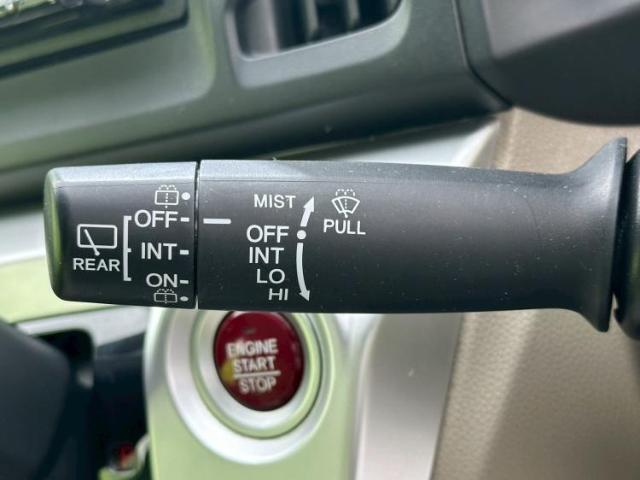 REAR
OFF
INT
ON
MIST
OFF
INT
LO
HI
PULL
ENGINE
START
STOP